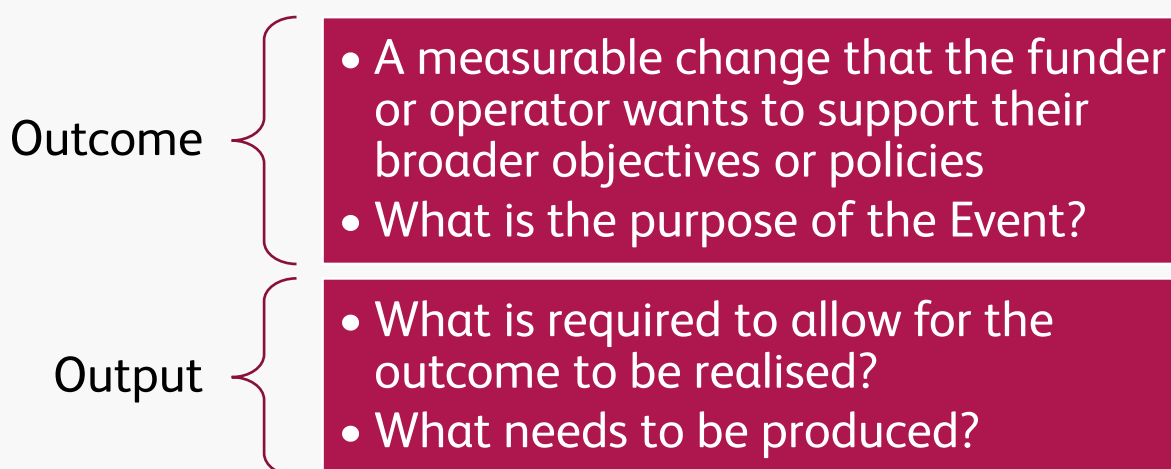 Outcome
• A measurable change that the funder
or operator wants to support their
broader objectives or policies
• What is the purpose of the Event?
Output
• What is required to allow for the
outcome to be realised?
• What needs to be produced?